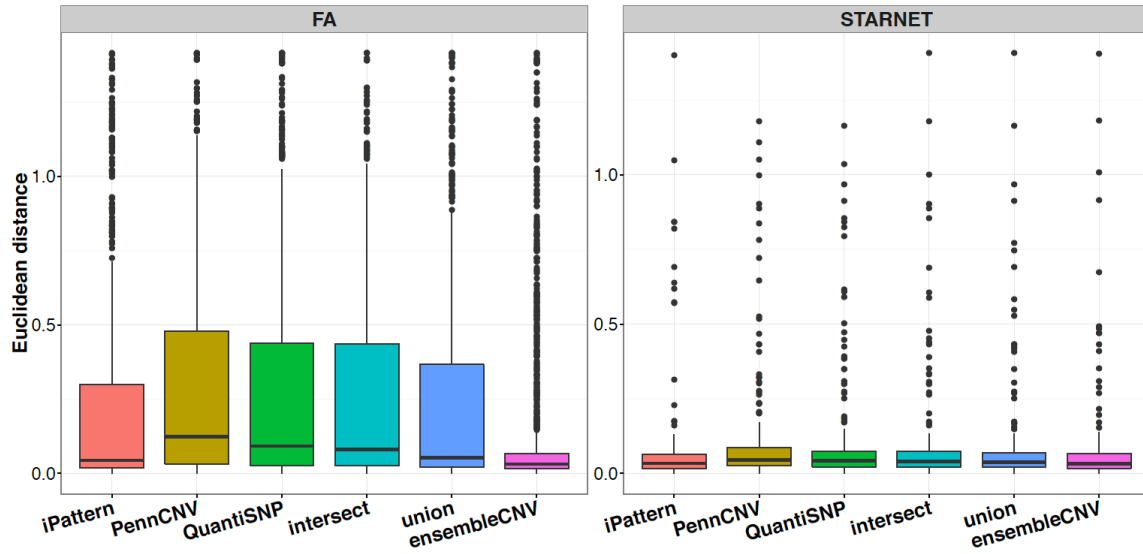 FA
STARNET
Euclidean distance
1.0
0.5
0.0
1.0
0.5
0.0
iPattern
PennCNV
QuantiSNP
intersect
union
ensembleCNV
iPattern
PennCNV
QuantiSNP
intersect
union
ensembleCNV